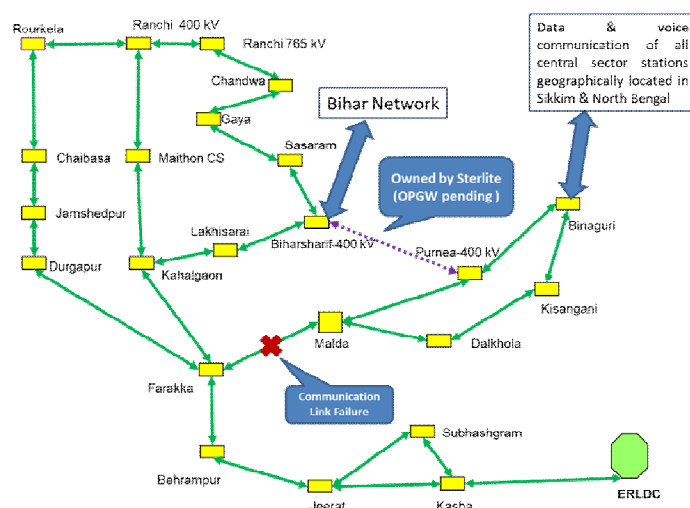 Rourkela
Ranchi 400 kV
Ranchi 765 kV
Data & voice
communication of all
central sector stations
geographically located in
Sikkim & North Bengal
Chandwa
Bihar Network
Gaya
Sasaram
Chaibasa
Maithon CS
Owned by Sterlite
(OPGW pending )
Jamshedpur
Lakhisarai
Binaguri
Biharsharif-400 kV
Purnea-400 kV
Durgapur
Kahalgaon
Kisanganj
Malda
Dalkhola
Farakka
Communication
Link Failure
Subhashgram
Behrampur
Jeerat
Kasba
ERLDC